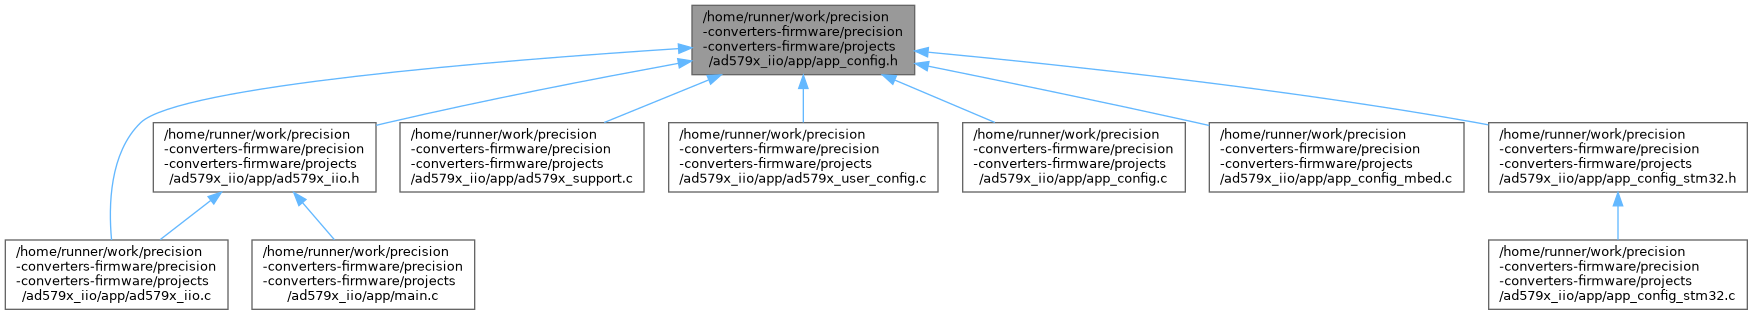 /home/runner/work/precision
-converters-firmware/precision
-converters-firmware/projects
/ad579x_iio/app/app_config.h
/home/runner/work/precision
-converters-firmware/precision
-converters-firmware/projects
/ad579x_iio/app/ad579x_iio.h
/home/runner/work/precision
-converters-firmware/precision
-converters-firmware/projects
/ad579x_iio/app/ad579x_support.c
/home/runner/work/precision
-converters-firmware/precision
-converters-firmware/projects
/ad579x_iio/app/ad579x_user_config.c
/home/runner/work/precision
-converters-firmware/precision
-converters-firmware/projects
/ad579x_iio/app/app_config.c
/home/runner/work/precision
-converters-firmware/precision
-converters-firmware/projects
/ad579x_iio/app/app_config_mbed.c
/home/runner/work/precision
-converters-firmware/precision
-converters-firmware/projects
/ad579x_iio/app/app_config_stm32.h
/home/runner/work/precision
-converters-firmware/precision
-converters-firmware/projects
/ad579x_iio/app/ad579x_iio.c
/home/runner/work/precision
-converters-firmware/precision
-converters-firmware/projects
/ad579x_iio/app/main.c
/home/runner/work/precision
-converters-firmware/precision
-converters-firmware/projects
/ad579x_iio/app/app_config_stm32.c